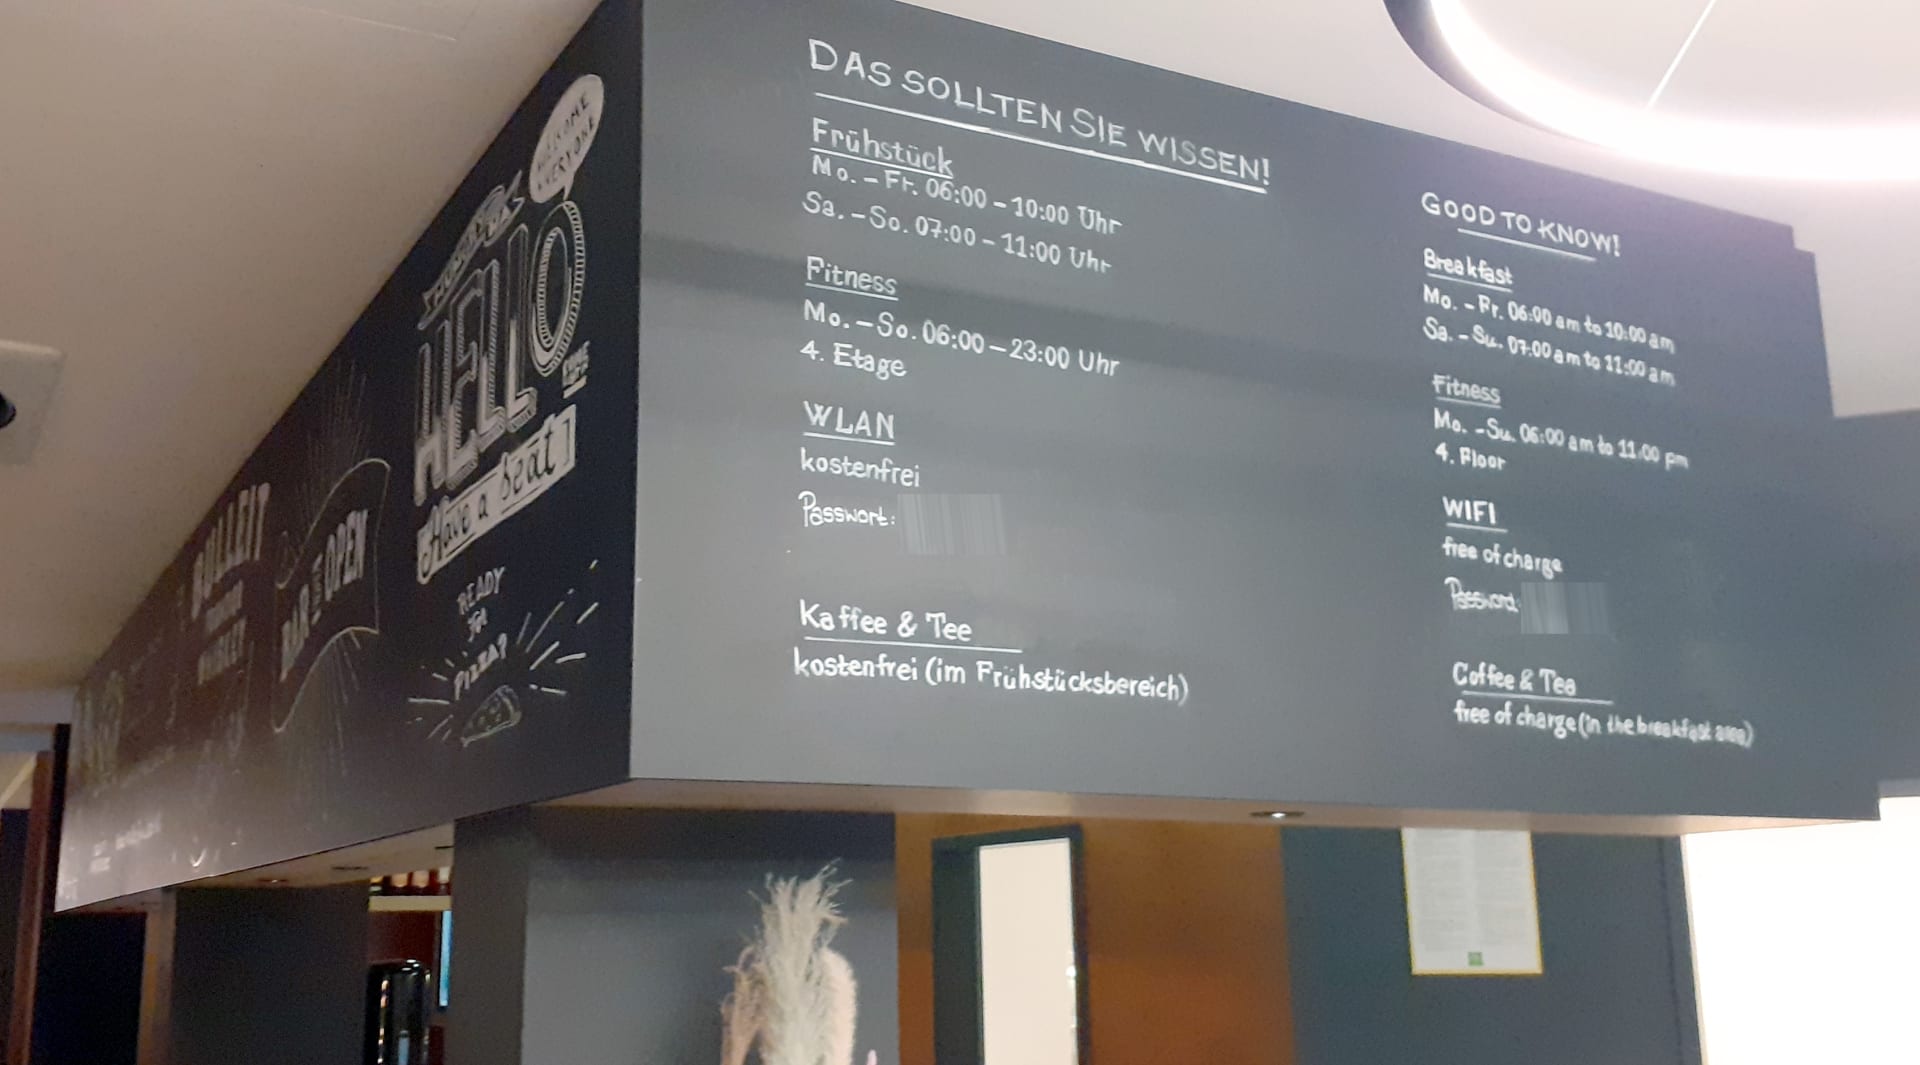 DAS SOLLTEN SIE WISSEN!
Frühstück
Mo. – Fr. 06:00 – 10:00 Uhr
Sa. – So. 07:00 – 11:00 Uhr
Fitness
Mo. – So. 06:00 – 23:00 Uhr
4. Etage
WLAN
kostenfrei
Passwort:
Kaffee & Tee
kostenfrei (im Frühstücksbereich)
GOOD TO KNOW!
Breakfast
Mo. - Fr. 06:00 am to 10:00 am
Sa. - Su. 07:00 am to 11:00 am
Fitness
Mo. - Su. 06:00 am to 11:00 pm
4. Floor
WIFI
free of charge
Password:
Coffee & Tea
free of charge (in the breakfast area)
EVERYONE
HELLO
Have a seat
READY
FOR
PIZZA?
BAR IS OPEN
BULLEIT
WHISKEY